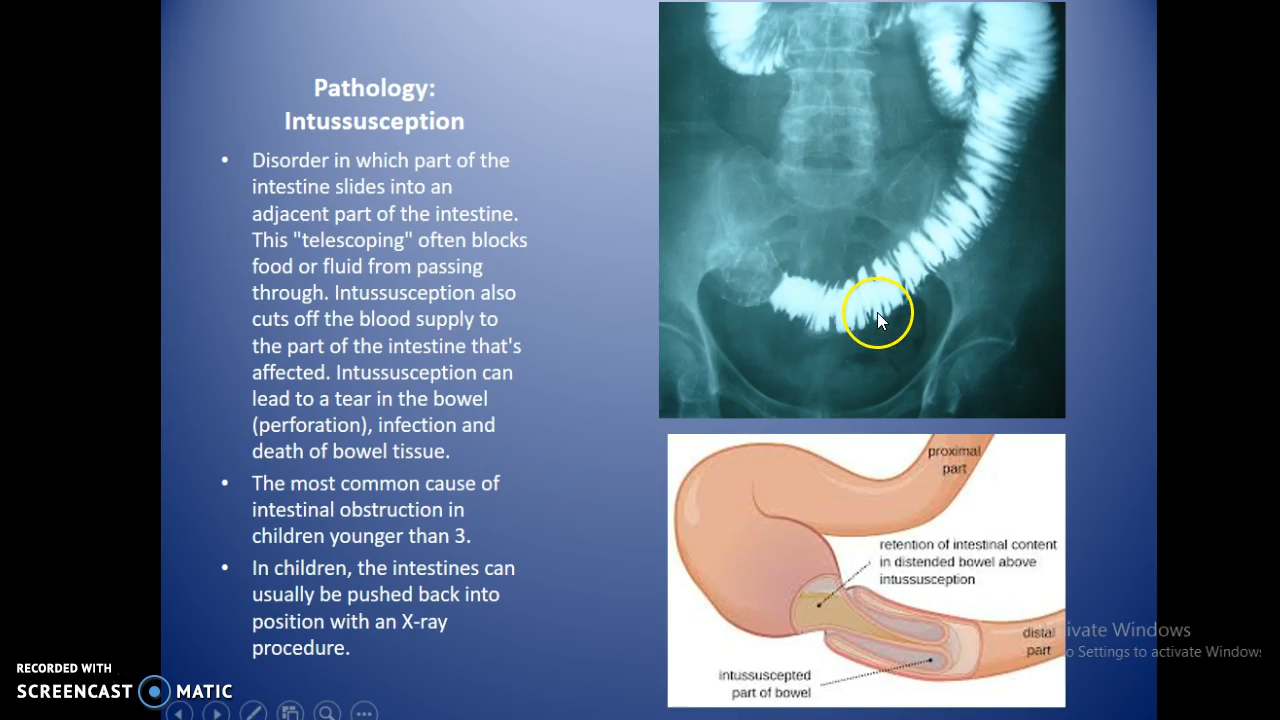 Pathology:
Intussusception
• Disorder in which part of the
intestine slides into an
adjacent part of the intestine.
This "telescoping" often blocks
food or fluid from passing
through. Intussusception also
cuts off the blood supply to
the part of the intestine that's
affected. Intussusception can
lead to a tear in the bowel
(perforation), infection and
death of bowel tissue.
• The most common cause of
intestinal obstruction in
children younger than 3.
• In children, the intestines can
usually be pushed back into
position with an X-ray
procedure.
proximal
part
retention of intestinal content
in distended bowel above
intussusception
distal
part
intussuscepted
part of bowel
Windows
Settings to activate
RECORDED WITH
SCREENCAST MATIC